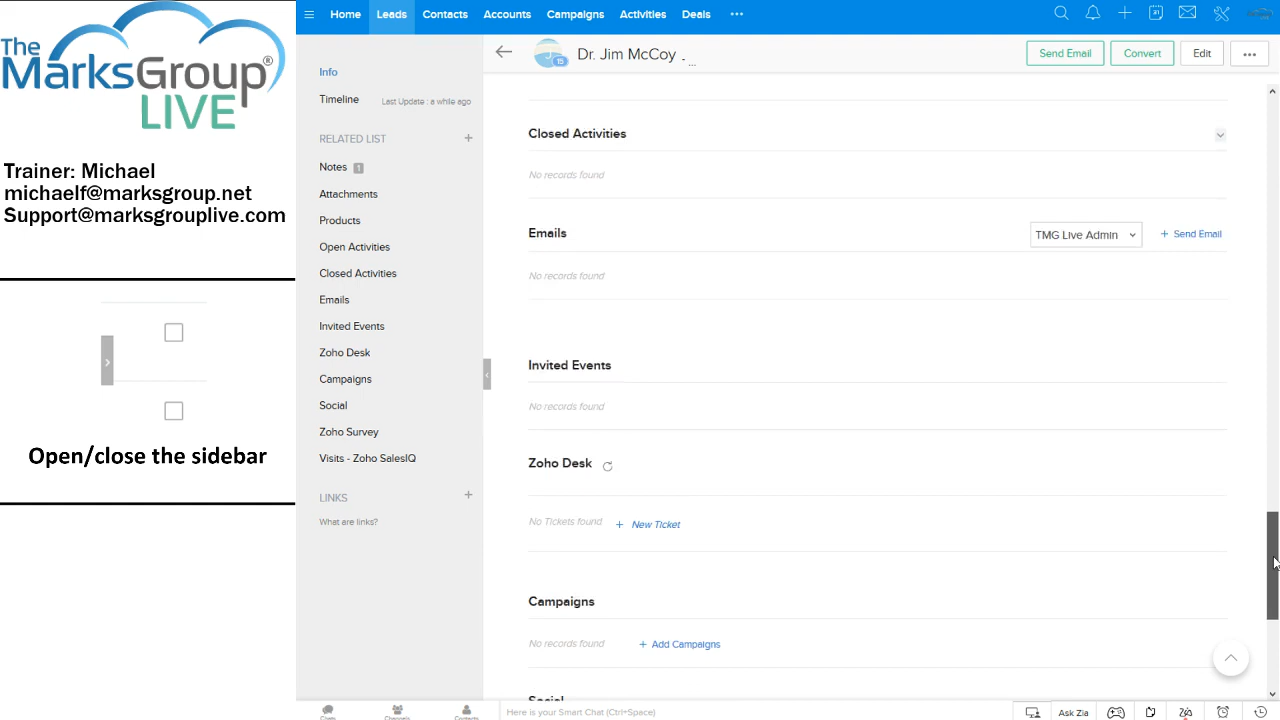 The
MarksGroup®
LIVE
Trainer: Michael
michaelf@marksgroup.net
Support@marksgrouplive.com
Open/close the sidebar
Home Leads Contacts Accounts Campaigns Activities Deals
Dr. Jim McCoy .
15
Send Email Convert Edit
Info
Timeline Last Update : a while ago
RELATED LIST
Notes 1
Attachments
Products
Open Activities
Closed Activities
Emails
Invited Events
Zoho Desk
Campaigns
Social
Zoho Survey
Visits - Zoho SalesIQ
LINKS
What are links?
Closed Activities
No records found
Emails
TMG Live Admin
+ Send Email
No records found
Invited Events
No records found
Zoho Desk
No Tickets found + New Ticket
Campaigns
No records found + Add Campaigns
Social
Chats Channels Contacts
Here is your Smart Chat (Ctrl+Space)
Ask Zia